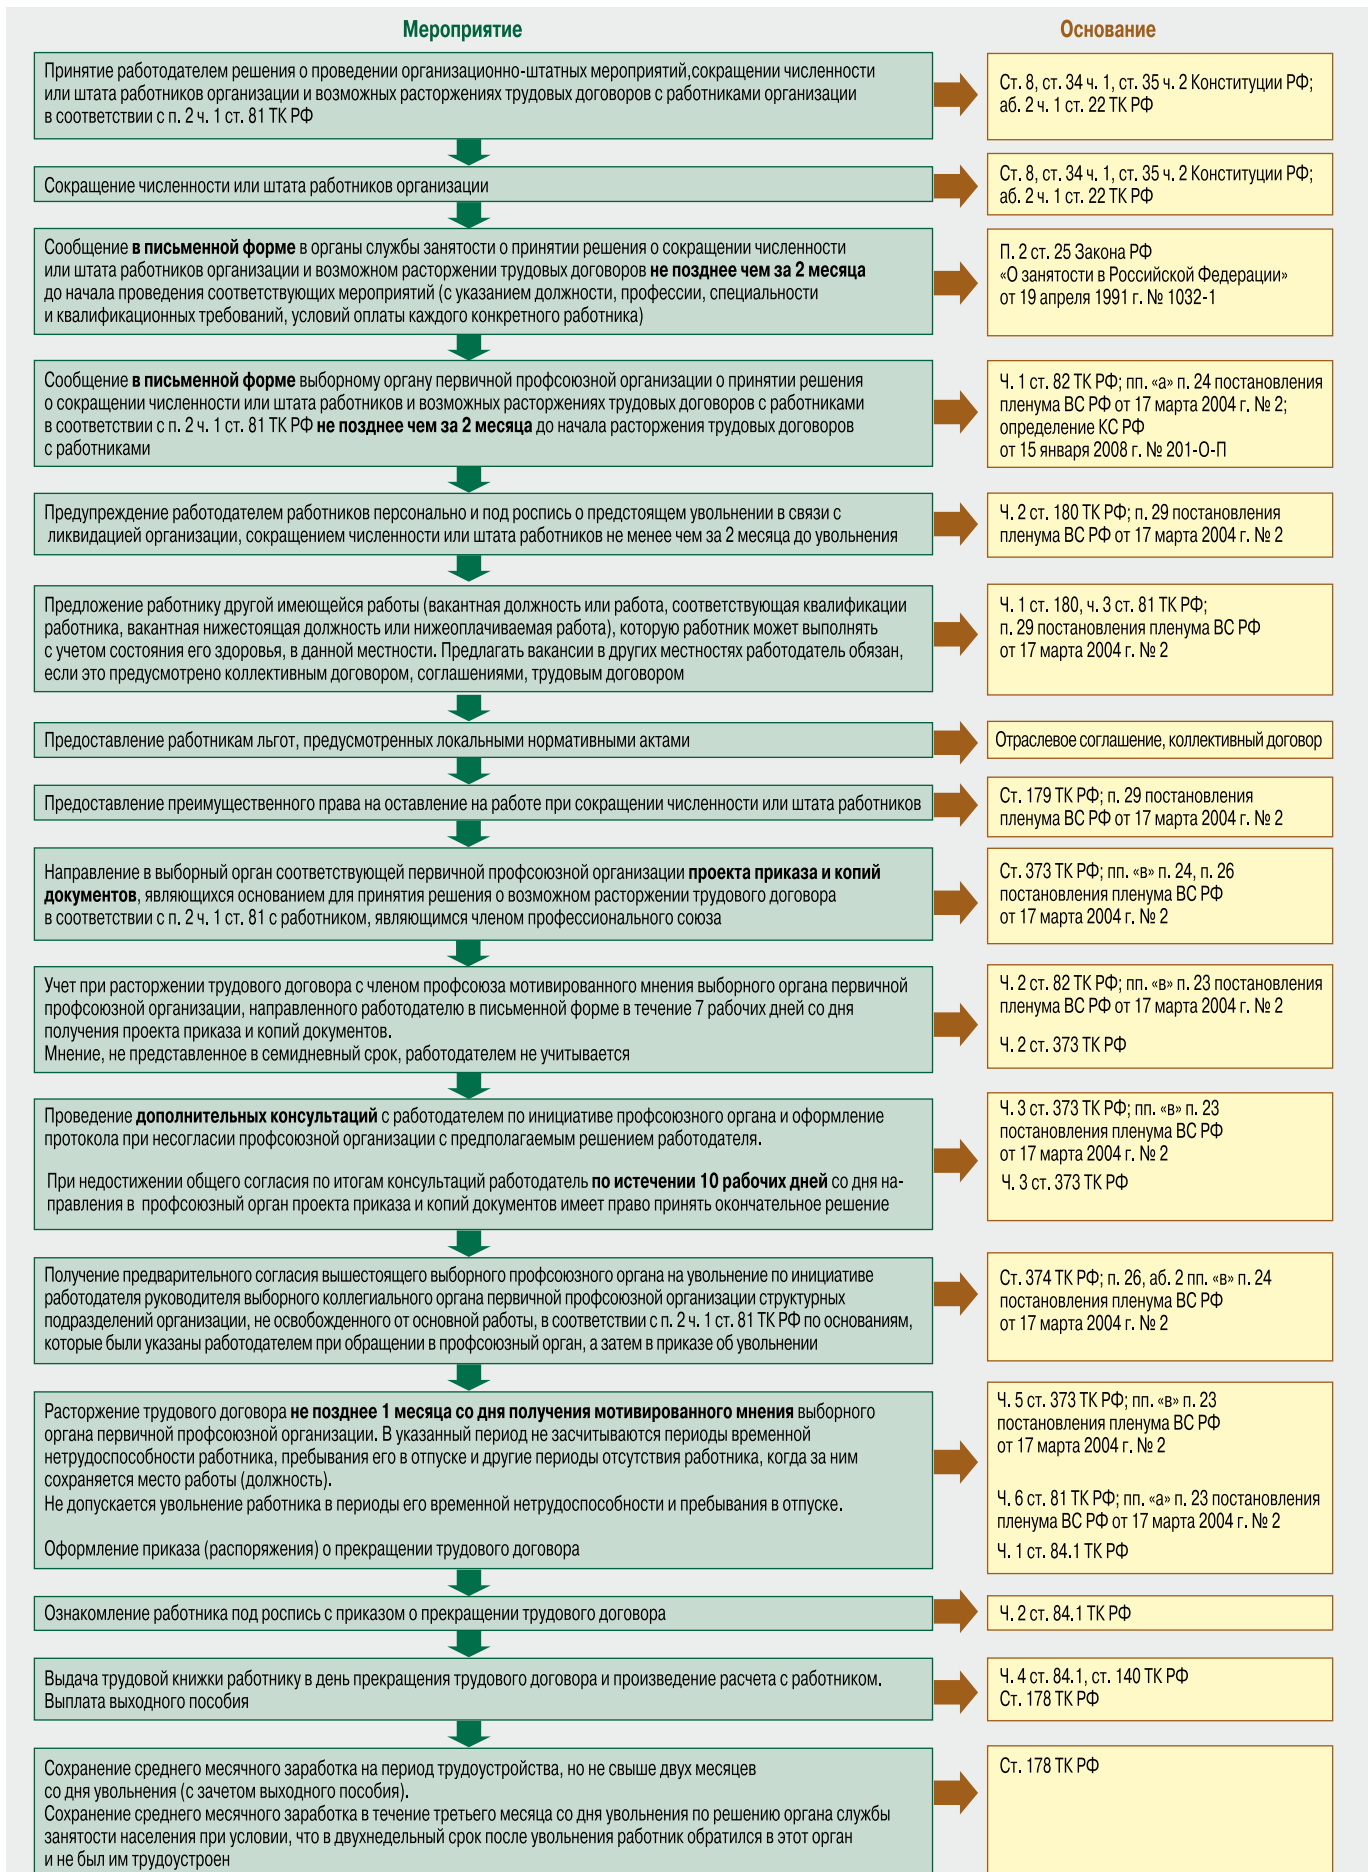 Мероприятие
Основание
Принятие работодателем решения о проведении организационно-штатных мероприятий,сокращении численности
или штата работников организации и возможных расторжениях трудовых договоров с работниками организации
в соответствии с п. 2 ч. 1 ст. 81 ТК РФ
Ст. 8, ст. 34 ч. 1, ст. 35 ч. 2 Конституции РФ;
аб. 2 ч. 1 ст. 22 ТК РФ
Сокращение численности или штата работников организации
Ст. 8, ст. 34 ч. 1, ст. 35 ч. 2 Конституции РФ;
аб. 2 ч. 1 ст. 22 ТК РФ
Сообщение в письменной форме в органы службы занятости о принятии решения о сокращении численности
или штата работников организации и возможном расторжении трудовых договоров не позднее чем за 2 месяца
до начала проведения соответствующих мероприятий (с указанием должности, профессии, специальности
и квалификационных требований, условий оплаты каждого конкретного работника)
П. 2 ст. 25 Закона РФ
«О занятости в Российской Федерации»
от 19 апреля 1991 г. № 1032-1
Сообщение в письменной форме выборному органу первичной профсоюзной организации о принятии решения
о сокращении численности или штата работников и возможных расторжениях трудовых договоров с работниками
в соответствии с п. 2 ч. 1 ст. 81 ТК РФ не позднее чем за 2 месяца до начала расторжения трудовых договоров
с работниками
Ч. 1 ст. 82 ТК РФ; пп. «а» п. 24 постановления
пленума ВС РФ от 17 марта 2004 г. № 2;
определение КС РФ
от 15 января 2008 г. № 201-О-П
Предупреждение работодателем работников персонально и под роспись о предстоящем увольнении в связи с
ликвидацией организации, сокращением численности или штата работников не менее чем за 2 месяца до увольнения
Ч. 2 ст. 180 ТК РФ; п. 29 постановления
пленума ВС РФ от 17 марта 2004 г. № 2
Предложение работнику другой имеющейся работы (вакантная должность или работа, соответствующая квалификации
работника, вакантная нижестоящая должность или нижеоплачиваемая работа), которую работник может выполнять
с учетом состояния его здоровья, в данной местности. Предлагать вакансии в других местностях работодатель обязан,
если это предусмотрено коллективным договором, соглашениями, трудовым договором
Ч. 1 ст. 180, ч. 3 ст. 81 ТК РФ;
п. 29 постановления пленума ВС РФ
от 17 марта 2004 г. № 2
Предоставление работникам льгот, предусмотренных локальными нормативными актами
Отраслевое соглашение, коллективный договор
Предоставление преимущественного права на оставление на работе при сокращении численности или штата работников
Ст. 179 ТК РФ; п. 29 постановления
пленума ВС РФ от 17 марта 2004 г. № 2
Направление в выборный орган соответствующей первичной профсоюзной организации проекта приказа и копий
документов, являющихся основанием для принятия решения о возможном расторжении трудового договора
в соответствии с п. 2 ч. 1 ст. 81 с работником, являющимся членом профессионального союза
Ст. 373 ТК РФ; пп. «в» п. 24, п. 26
постановления пленума ВС РФ
от 17 марта 2004 г. № 2
Учет при расторжении трудового договора с членом профсоюза мотивированного мнения выборного органа первичной
профсоюзной организации, направленного работодателю в письменной форме в течение 7 рабочих дней со дня
получения проекта приказа и копий документов.
Мнение, не представленное в семидневный срок, работодателем не учитывается
Ч. 2 ст. 82 ТК РФ; пп. «в» п. 23 постановления
пленума ВС РФ от 17 марта 2004 г. № 2
Ч. 2 ст. 373 ТК РФ
Проведение дополнительных консультаций с работодателем по инициативе профсоюзного органа и оформление
протокола при несогласии профсоюзной организации с предполагаемым решением работодателя.
При недостижении общего согласия по итогам консультаций работодатель по истечении 10 рабочих дней со дня на-
правления в профсоюзный орган проекта приказа и копий документов имеет право принять окончательное решение
Ч. 3 ст. 373 ТК РФ; пп. «в» п. 23
постановления пленума ВС РФ
от 17 марта 2004 г. № 2
Ч. 3 ст. 373 ТК РФ
Получение предварительного согласия вышестоящего выборного профсоюзного органа на увольнение по инициативе
работодателя руководителя выборного коллегиального органа первичной профсоюзной организации структурных
подразделений организации, не освобожденного от основной работы, в соответствии с п. 2 ч. 1 ст. 81 ТК РФ по основаниям,
которые были указаны работодателем при обращении в профсоюзный орган, а затем в приказе об увольнении
Ст. 374 ТК РФ; п. 26, аб. 2 пп. «в» п. 24
постановления пленума ВС РФ
от 17 марта 2004 г. № 2
Расторжение трудового договора не позднее 1 месяца со дня получения мотивированного мнения выборного
органа первичной профсоюзной организации. В указанный период не засчитываются периоды временной
нетрудоспособности работника, пребывания его в отпуске и другие периоды отсутствия работника, когда за ним
сохраняется место работы (должность).
Не допускается увольнение работника в периоды его временной нетрудоспособности и пребывания в отпуске.
Оформление приказа (распоряжения) о прекращении трудового договора
Ч. 5 ст. 373 ТК РФ; пп. «в» п. 23
постановления пленума ВС РФ
от 17 марта 2004 г. № 2
Ч. 6 ст. 81 ТК РФ; пп. «а» п. 23 постановления
пленума ВС РФ от 17 марта 2004 г. № 2
Ч. 1 ст. 84.1 ТК РФ
Ознакомление работника под роспись с приказом о прекращении трудового договора
Ч. 2 ст. 84.1 ТК РФ
Выдача трудовой книжки работнику в день прекращения трудового договора и произведение расчета с работником.
Выплата выходного пособия
Ч. 4 ст. 84.1, ст. 140 ТК РФ
Ст. 178 ТК РФ
Сохранение среднего месячного заработка на период трудоустройства, но не свыше двух месяцев
со дня увольнения (с зачетом выходного пособия).
Сохранение среднего месячного заработка в течение третьего месяца со дня увольнения по решению органа службы
занятости населения при условии, что в двухнедельный срок после увольнения работник обратился в этот орган
и не был им трудоустроен
Ст. 178 ТК РФ